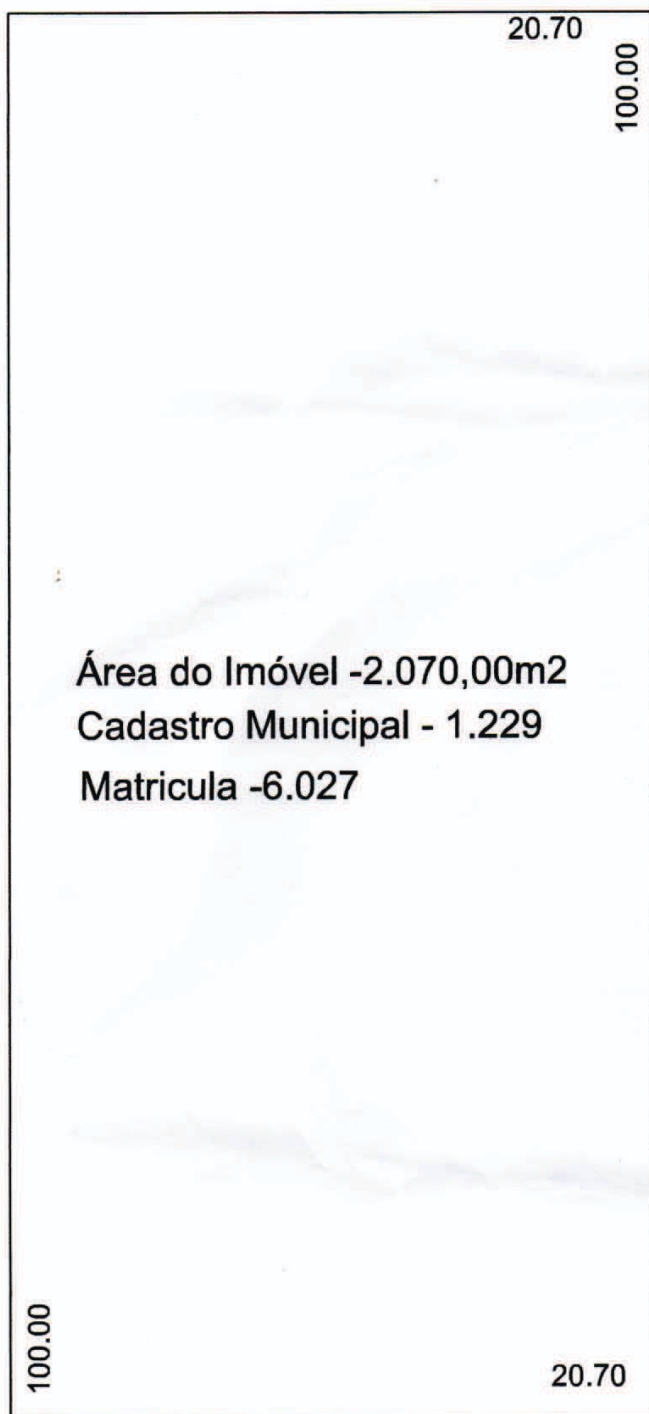 20.70
100.00
Área do Imóvel -2.070,00m2
Cadastro Municipal - 1.229
Matricula -6.027
100.00
20.70